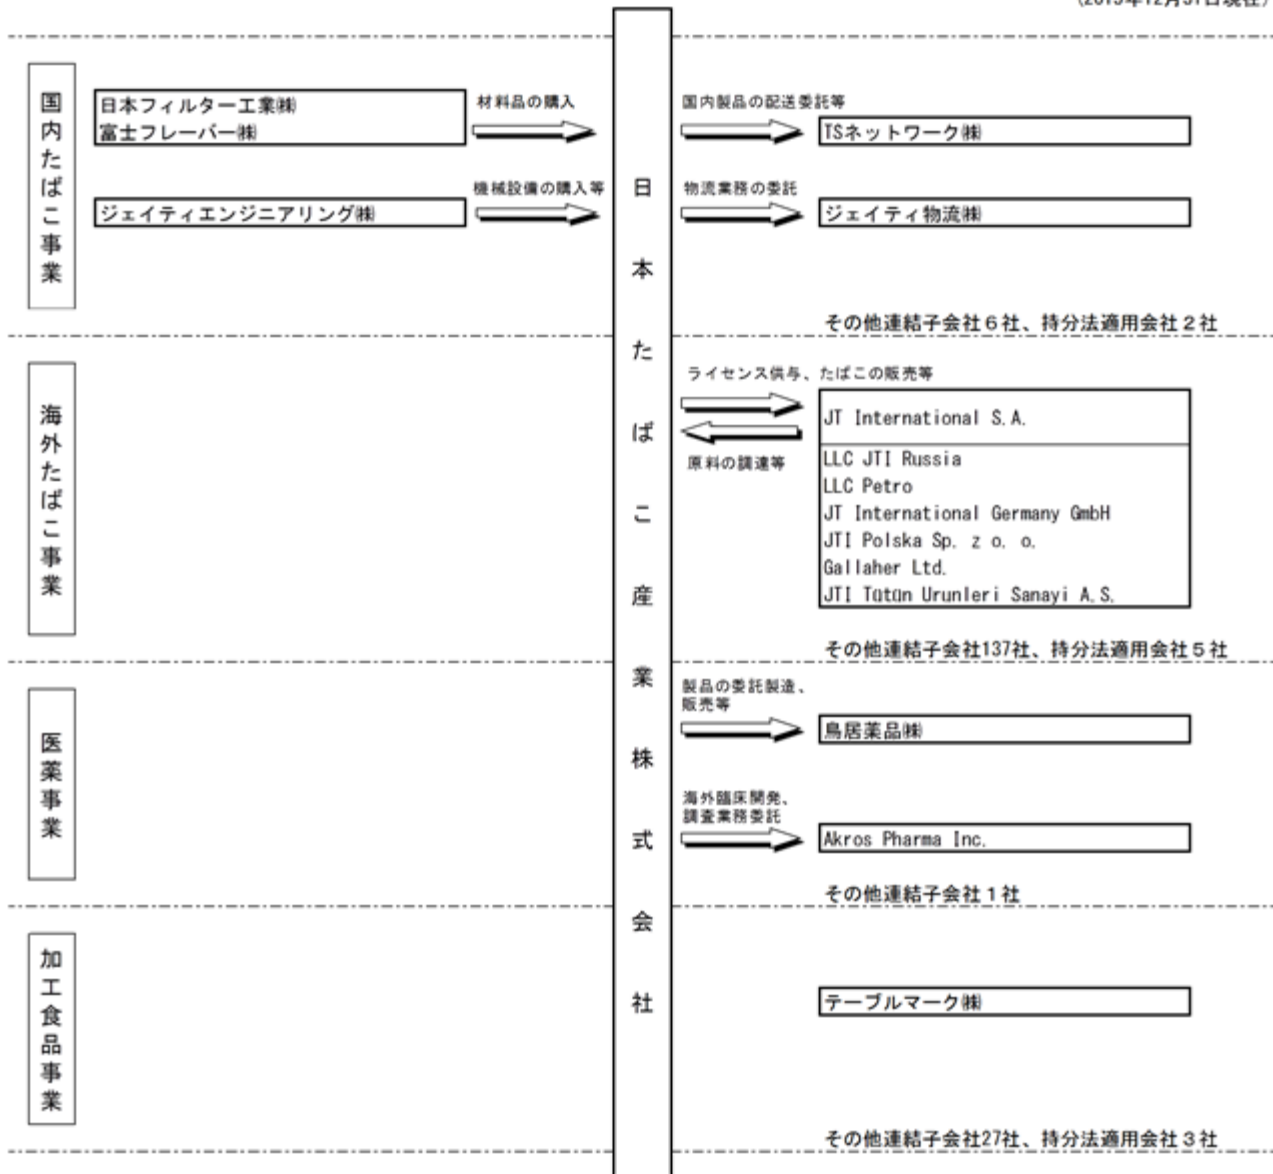 (2015年12月31日現在)
国内たばこ事業
日本フィルター工業㈱
富士フレーバー㈱
材料品の購入
国内製品の配送委託等
TSネットワーク㈱
ジェイティエンジニアリング㈱
機械設備の購入等
物流業務の委託
ジェイティ物流㈱
その他連結子会社6社、持分法適用会社2社
日本たばこ産業株式会社
海外たばこ事業
ライセンス供与、たばこの販売等
JT International S.A.
原料の調達等
LLC JTI Russia
LLC Petro
JT International Germany GmbH
JTI Polska Sp. z o. o.
Gallaher Ltd.
JTI Tütün Urunleri Sanayi A.S.
その他連結子会社137社、持分法適用会社5社
医薬事業
製品の委託製造、
販売等
鳥居薬品㈱
海外臨床開発、
調査業務委託
Akros Pharma Inc.
その他連結子会社1社
加工食品事業
テーブルマーク㈱
その他連結子会社27社、持分法適用会社3社